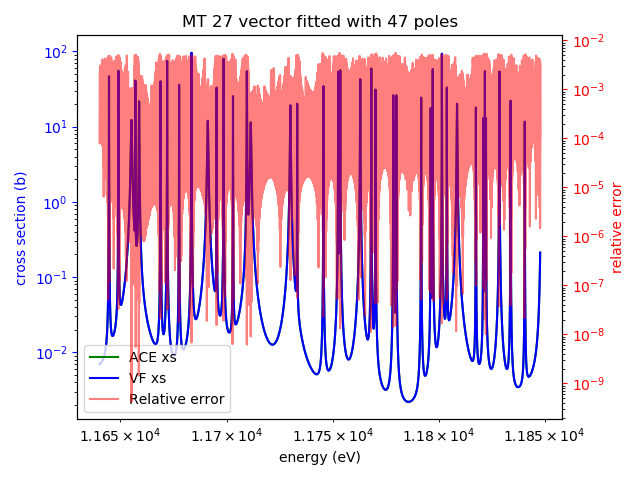 MT 27 vector fitted with 47 poles
cross section (b)
10²
10¹
10⁰
10⁻¹
10⁻²
10⁻²
10⁻³
10⁻⁴
10⁻⁵
10⁻⁶
10⁻⁷
10⁻⁸
10⁻⁹
relative error
ACE xs
VF xs
Relative error
1.165 × 10⁴ 1.17 × 10⁴ 1.175 × 10⁴ 1.18 × 10⁴ 1.185 × 10⁴
energy (eV)